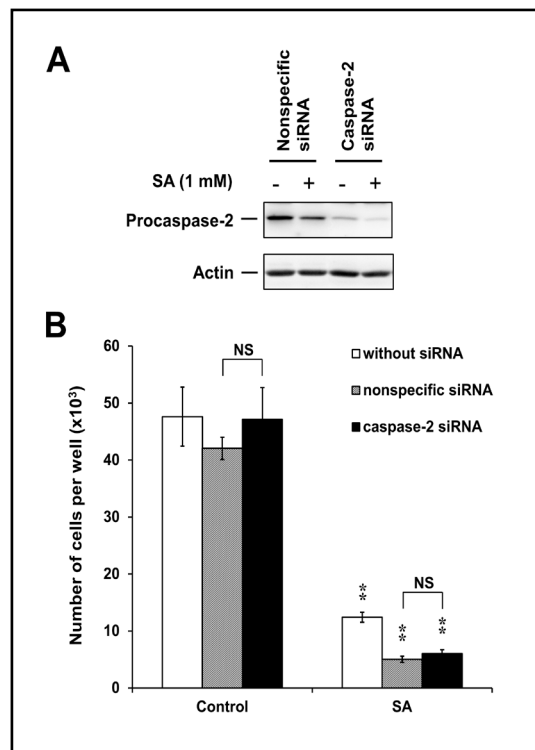 A
Nonspecific
siRNA
Caspase-2
siRNA
SA (1 mM)
- + - +
Procaspase-2
Actin
B
Number of cells per well (x10³)
60
50
40
30
20
10
0
NS
without siRNA
nonspecific siRNA
caspase-2 siRNA
**
**
**
NS
Control
SA